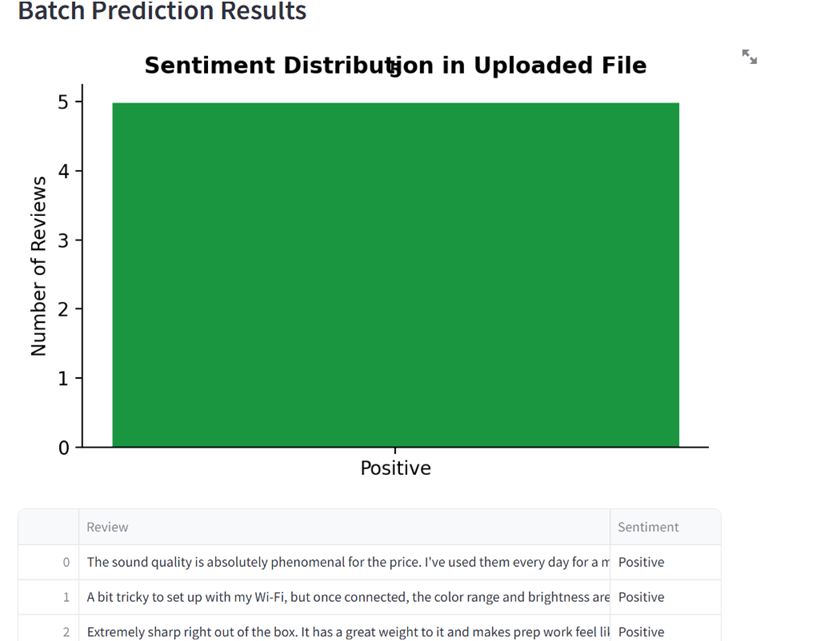 Batch Prediction Results
Sentiment Distribution in Uploaded File
5
5
4
3
2
1
0
Number of Reviews
Positive
Review Sentiment
0 The sound quality is absolutely phenomenal for the price. I've used them every day for a m Positive
1 A bit tricky to set up with my Wi-Fi, but once connected, the color range and brightness are Positive
2 Extremely sharp right out of the box. It has a great weight to it and makes prep work feel lik Positive